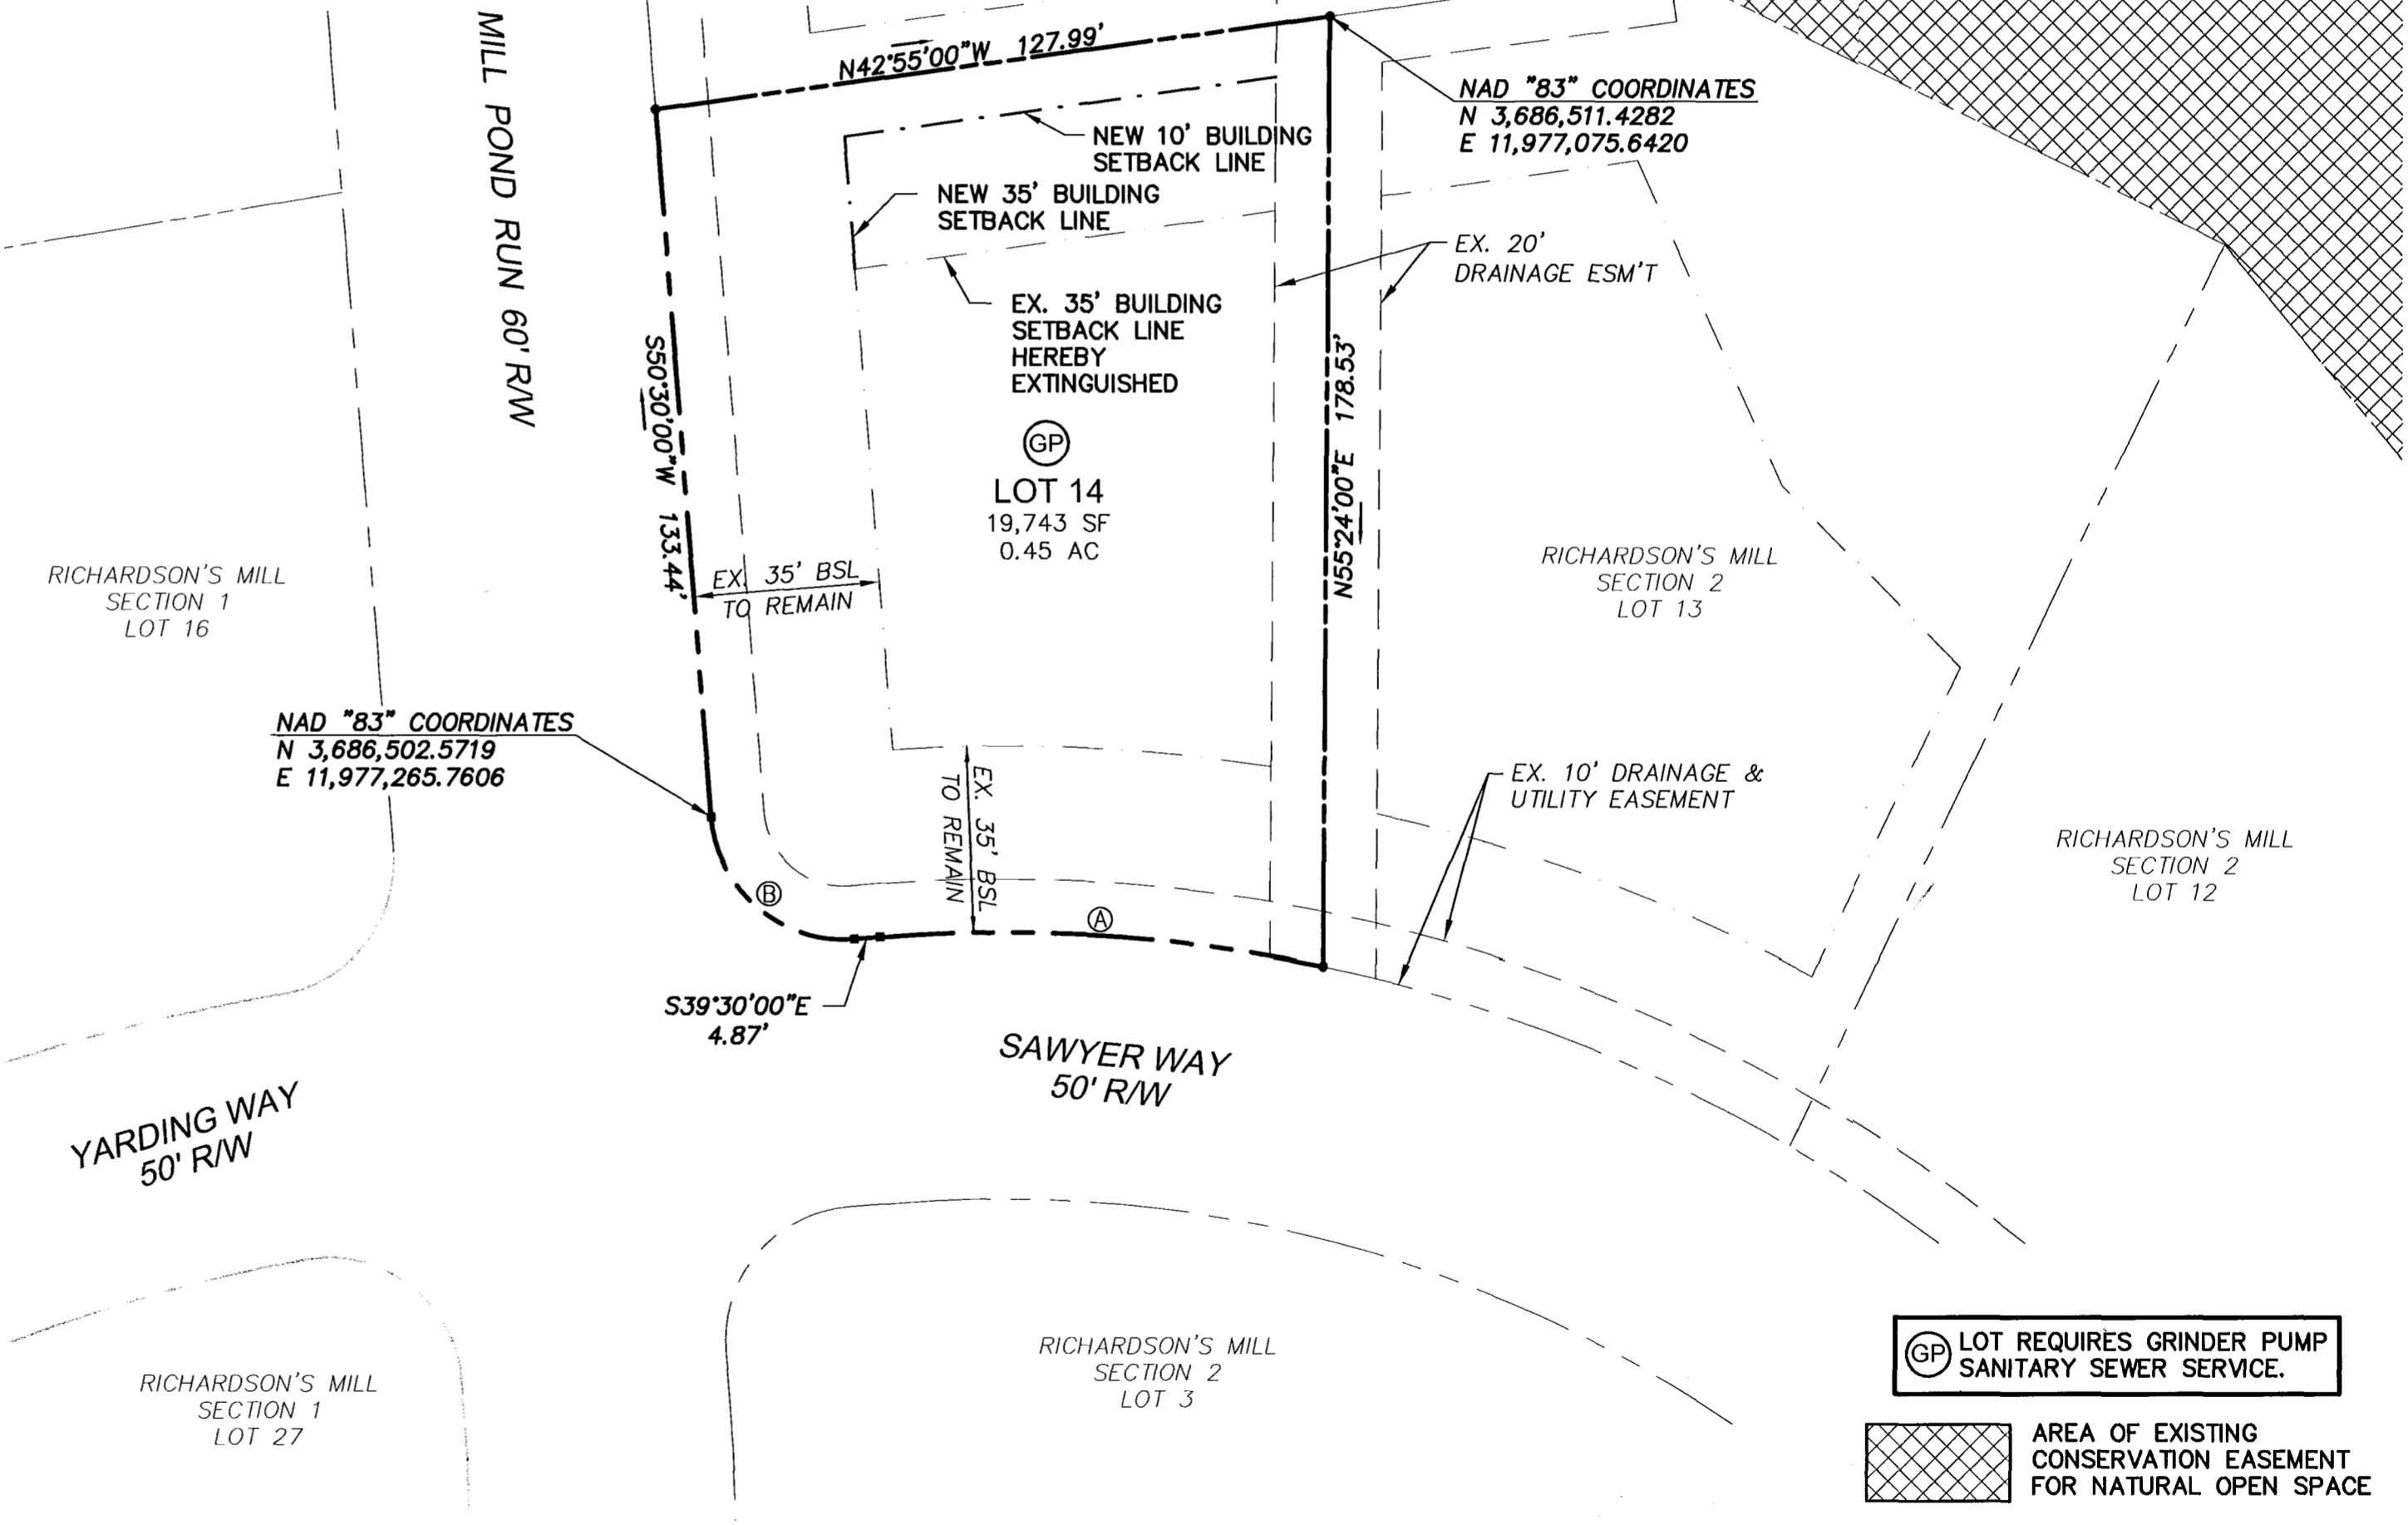 N42°55'00"W 127.99'
MILL POND RUN 60' R/W
NAD "83" COORDINATES
N 3,686,511.4282
E 11,977,075.6420
NEW 10' BUILDING
SETBACK LINE
NEW 35' BUILDING
SETBACK LINE
EX. 20'
DRAINAGE ESM'T
EX. 35' BUILDING
SETBACK LINE
HEREBY
EXTINGUISHED
S50°30'00"W 133.44'
N55°24'00"E 178.53'
GP
LOT 14
19,743 SF
0.45 AC
RICHARDSON'S MILL
SECTION 1
LOT 16
EX. 35' BSL
TO REMAIN
RICHARDSON'S MILL
SECTION 2
LOT 13
NAD "83" COORDINATES
N 3,686,502.5719
E 11,977,265.7606
EX. 35' BSL
TO REMAIN
EX. 10' DRAINAGE &
UTILITY EASEMENT
RICHARDSON'S MILL
SECTION 2
LOT 12
B
A
S39°30'00"E
4.87'
SAWYER WAY
50' R/W
YARDING WAY
50' R/W
RICHARDSON'S MILL
SECTION 2
LOT 3
RICHARDSON'S MILL
SECTION 1
LOT 27
GP LOT REQUIRES GRINDER PUMP
SANITARY SEWER SERVICE.
AREA OF EXISTING
CONSERVATION EASEMENT
FOR NATURAL OPEN SPACE